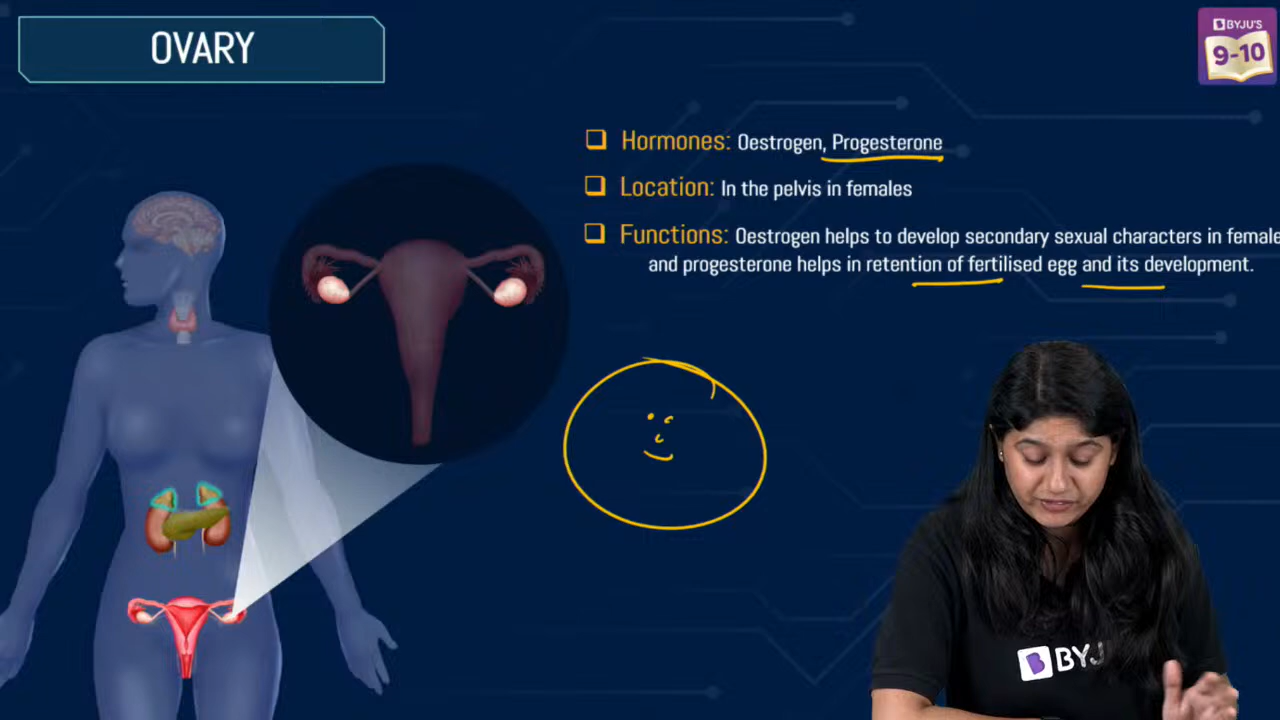 OVARY
BYJU'S
9-10
Hormones: Oestrogen, Progesterone
Location: In the pelvis in females
Functions: Oestrogen helps to develop secondary sexual characters in female
and progesterone helps in retention of fertilised egg and its development.
BYJ